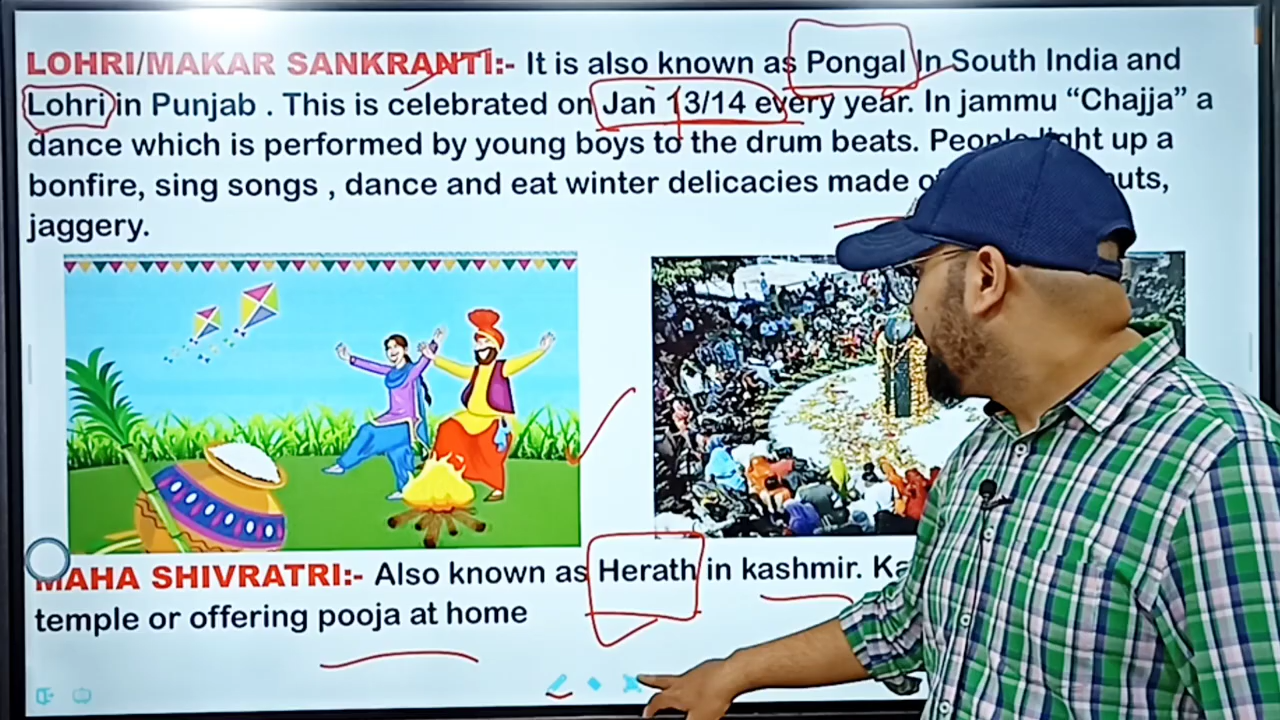 LOHRI/MAKAR SANKRANTI:- It is also known as Pongal In South India and
Lohri in Punjab . This is celebrated on Jan 13/14 every year. In jammu “Chajja” a
dance which is performed by young boys to the drum beats. People light up a
bonfire, sing songs , dance and eat winter delicacies made
jaggery.
MAHA SHIVRATRI:- Also known as Herath in kashmir.
temple or offering pooja at home